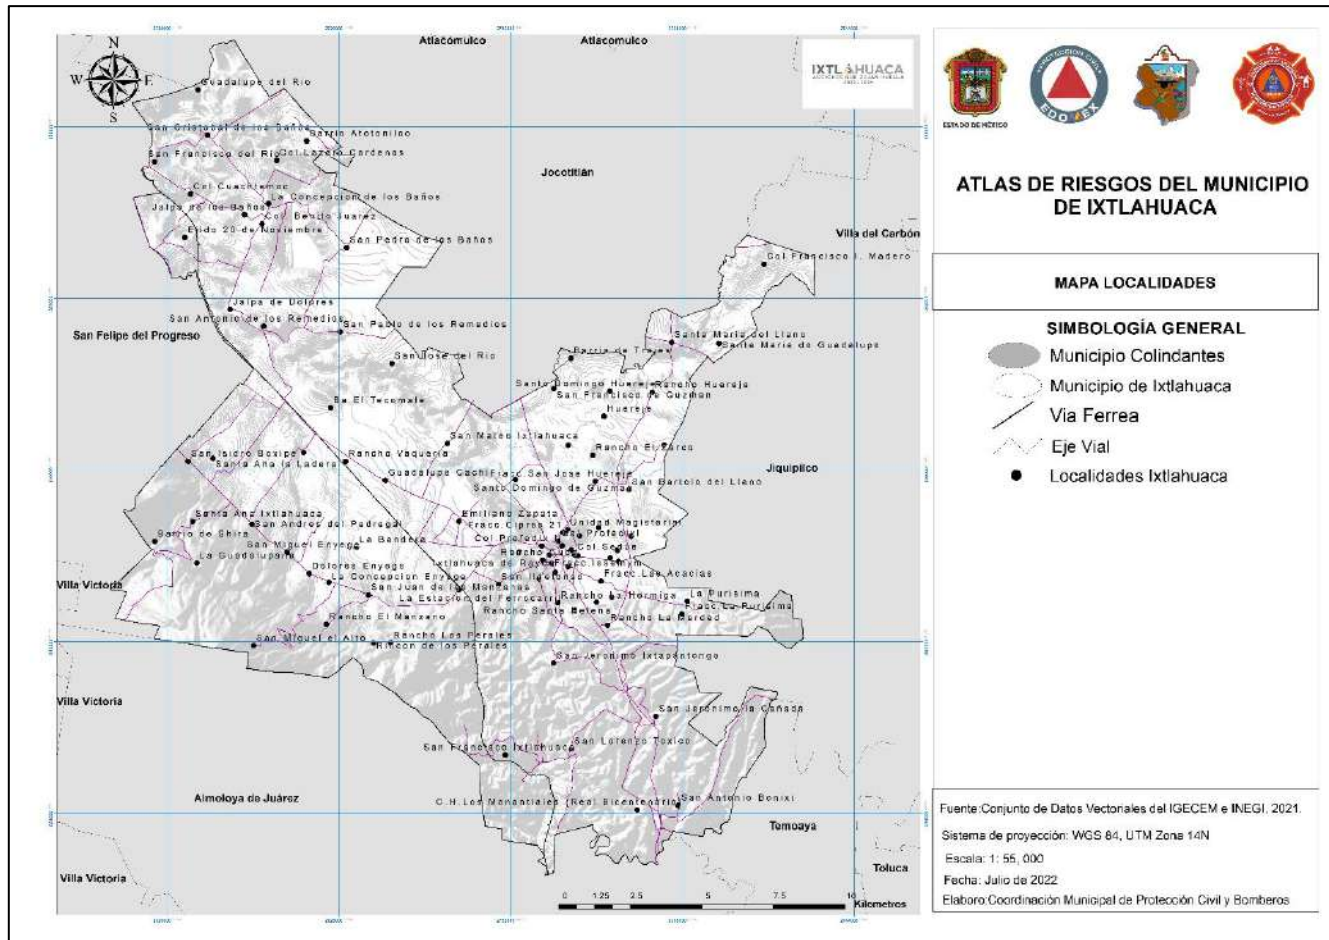 Atlacomulco
Atlacomulco
N
W
E
S
IXTLAHUACA
Guadalupe del Rio
San Cristobal de los Baños
Barrio Atotonilco
San Francisco del Rio
Col Lazaro Cardenas
Jocotitlán
Col Cuauhtemoc
La Concepcion de los Baños
Jalpa de los Baños
Col Benito Juarez
Ejido 20 de Noviembre
San Pedro de los Baños
Villa del Carbón
Col Francisco I. Madero
Jalpa de Dolores
San Antonio de los Remedios
San Pablo de los Remedios
San Felipe del Progreso
Santa Maria del Llano
Santa Maria de Guadalupe
San Jose del Rio
Barrio de Trojes
Santo Domingo Huereje
Rancho Huereje
San Francisco de Guzman
Ba El Tecomate
Huereje
San Mateo Ixtlahuaca
San Isidro Boxipe
Santa Ana la Ladera
Rancho Vaqueria
Rancho El Zarco
Jiquipilco
Guadalupe Cachi
Fracc San Jose Huereje
Santo Domingo de Guzman
San Bartolo del Llano
Santa Ana Ixtlahuaca
San Andres del Pedregal
Emiliano Zapata
Fracc Cipres 21
Unidad Magisterial
Barrio de Shira
San Miguel Enyege
La Bandera
Col Profedix I
La Guadalupana
Dolores Enyege
Ixtlahuaca de Rayon
Fracc Issemym
Villa Victoria
La Concepcion Enyege
San Ildefonso
Fracc Las Acacias
San Juan de las Manzanas
La Estacion del Ferrocarril
Rancho La Hormiga
La Purisima
Fracc La Purisima
Rancho El Manzano
Rancho Santa Helena
Rancho La Merced
San Miguel el Alto
Rancho Los Perales
Rincon de los Perales
San Jeronimo Ixtapantongo
Villa Victoria
San Jeronimo la Cañada
San Francisco Ixtlahuaca
San Lorenzo Toxico
Almoloya de Juárez
C.H. Los Manantiales (Real Bicentenario)
San Antonio Bonixi
Temoaya
Toluca
Villa Victoria
0 1.25 2.5 5 7.5 10
Kilometros
ESTADO DE MÉXICO
PROTECCION CIVIL
EDOMEX
ATLAS DE RIESGOS DEL MUNICIPIO
DE IXTLAHUACA
MAPA LOCALIDADES
SIMBOLOGÍA GENERAL
Municipio Colindantes
Municipio de Ixtlahuaca
Via Ferrea
Eje Vial
Localidades Ixtlahuaca
Fuente:Conjunto de Datos Vectoriales del IGECEM e INEGI. 2021.
Sistema de proyección: WGS 84, UTM Zona 14N
Escala: 1: 55, 000
Fecha: Julio de 2022
Elaboro:Coordinación Municipal de Protección Civil y Bomberos